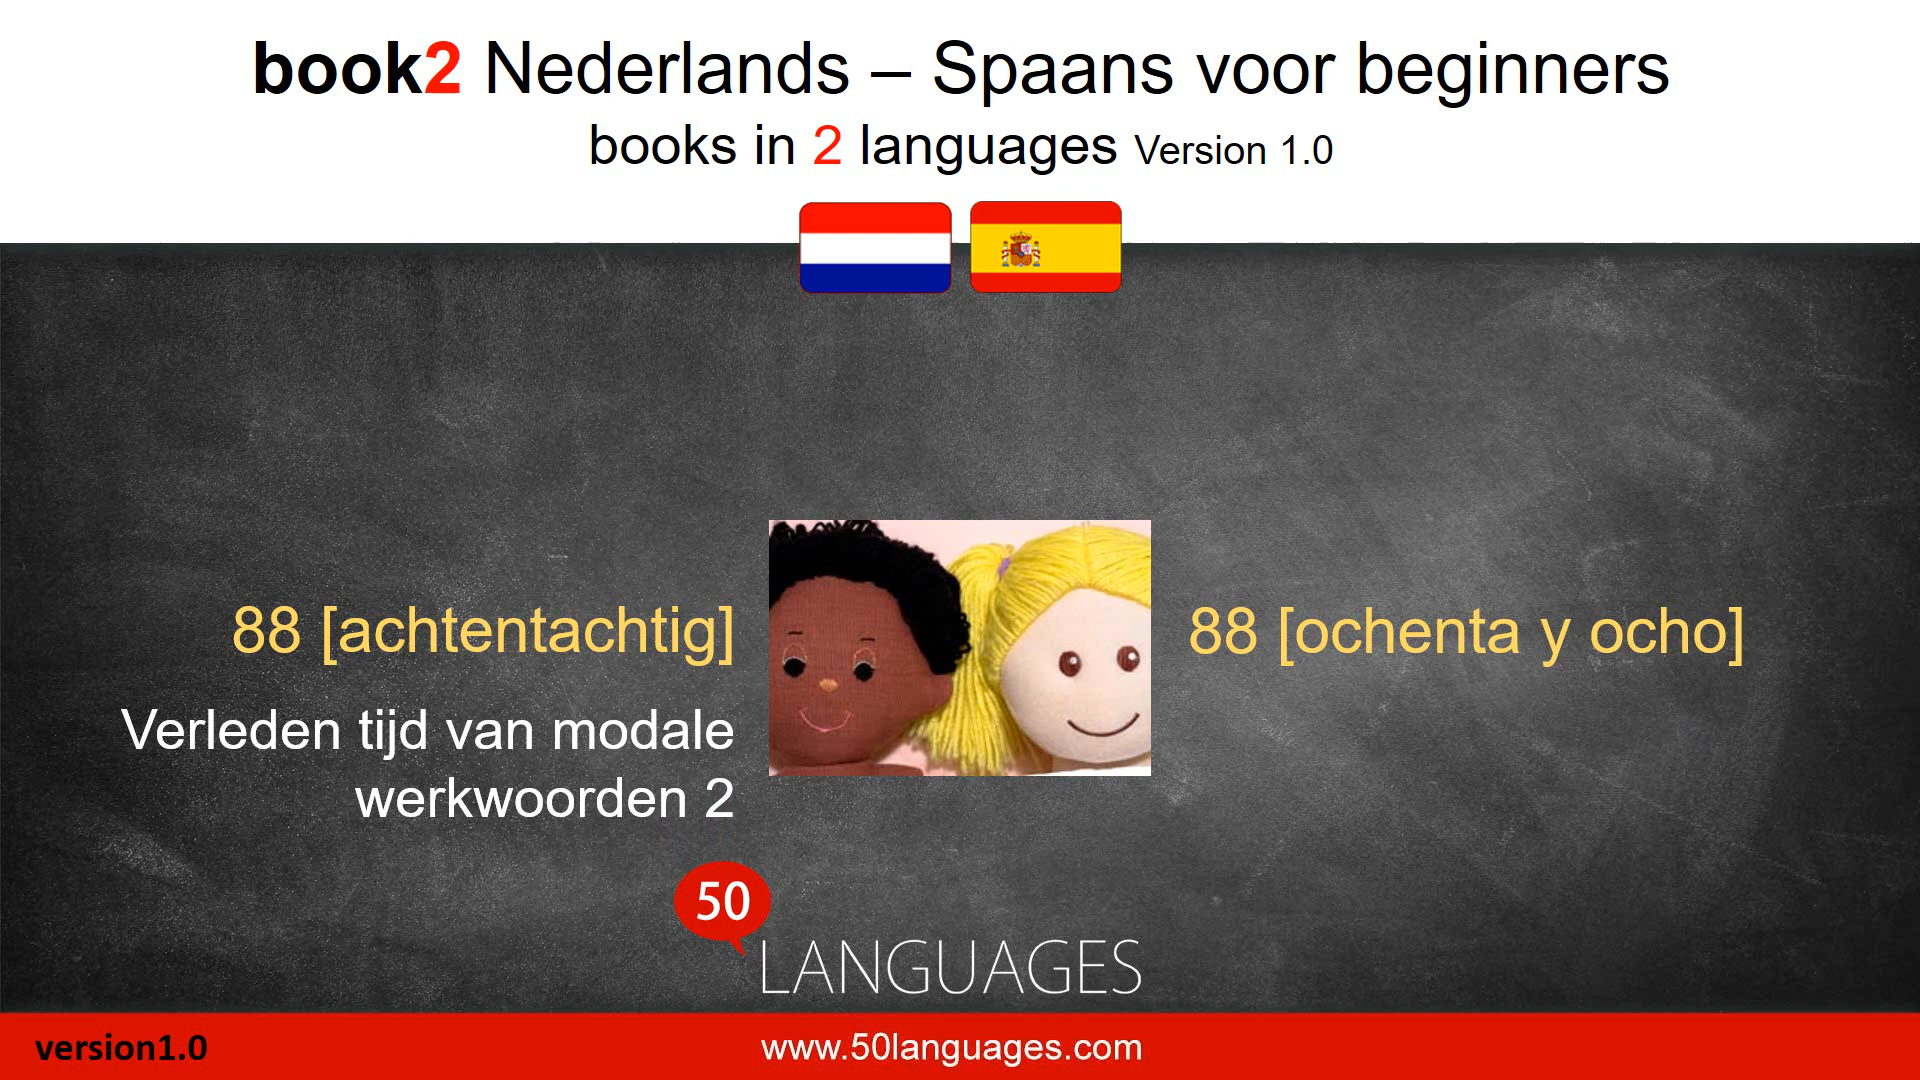 book2 Nederlands – Spaans voor beginners
books in 2 languages Version 1.0
88 [achtentachtig]
Verleden tijd van modale
werkwoorden 2
88 [ochenta y ocho]
50
LANGUAGES
version1.0
www.50languages.com